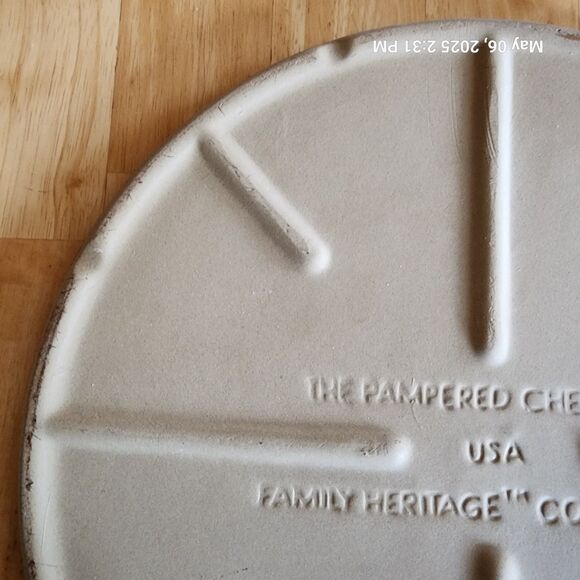 May 06, 2025 2:31 PM
THE PAMPERED CHE
USA
FAMILY HERITAGE™ CO